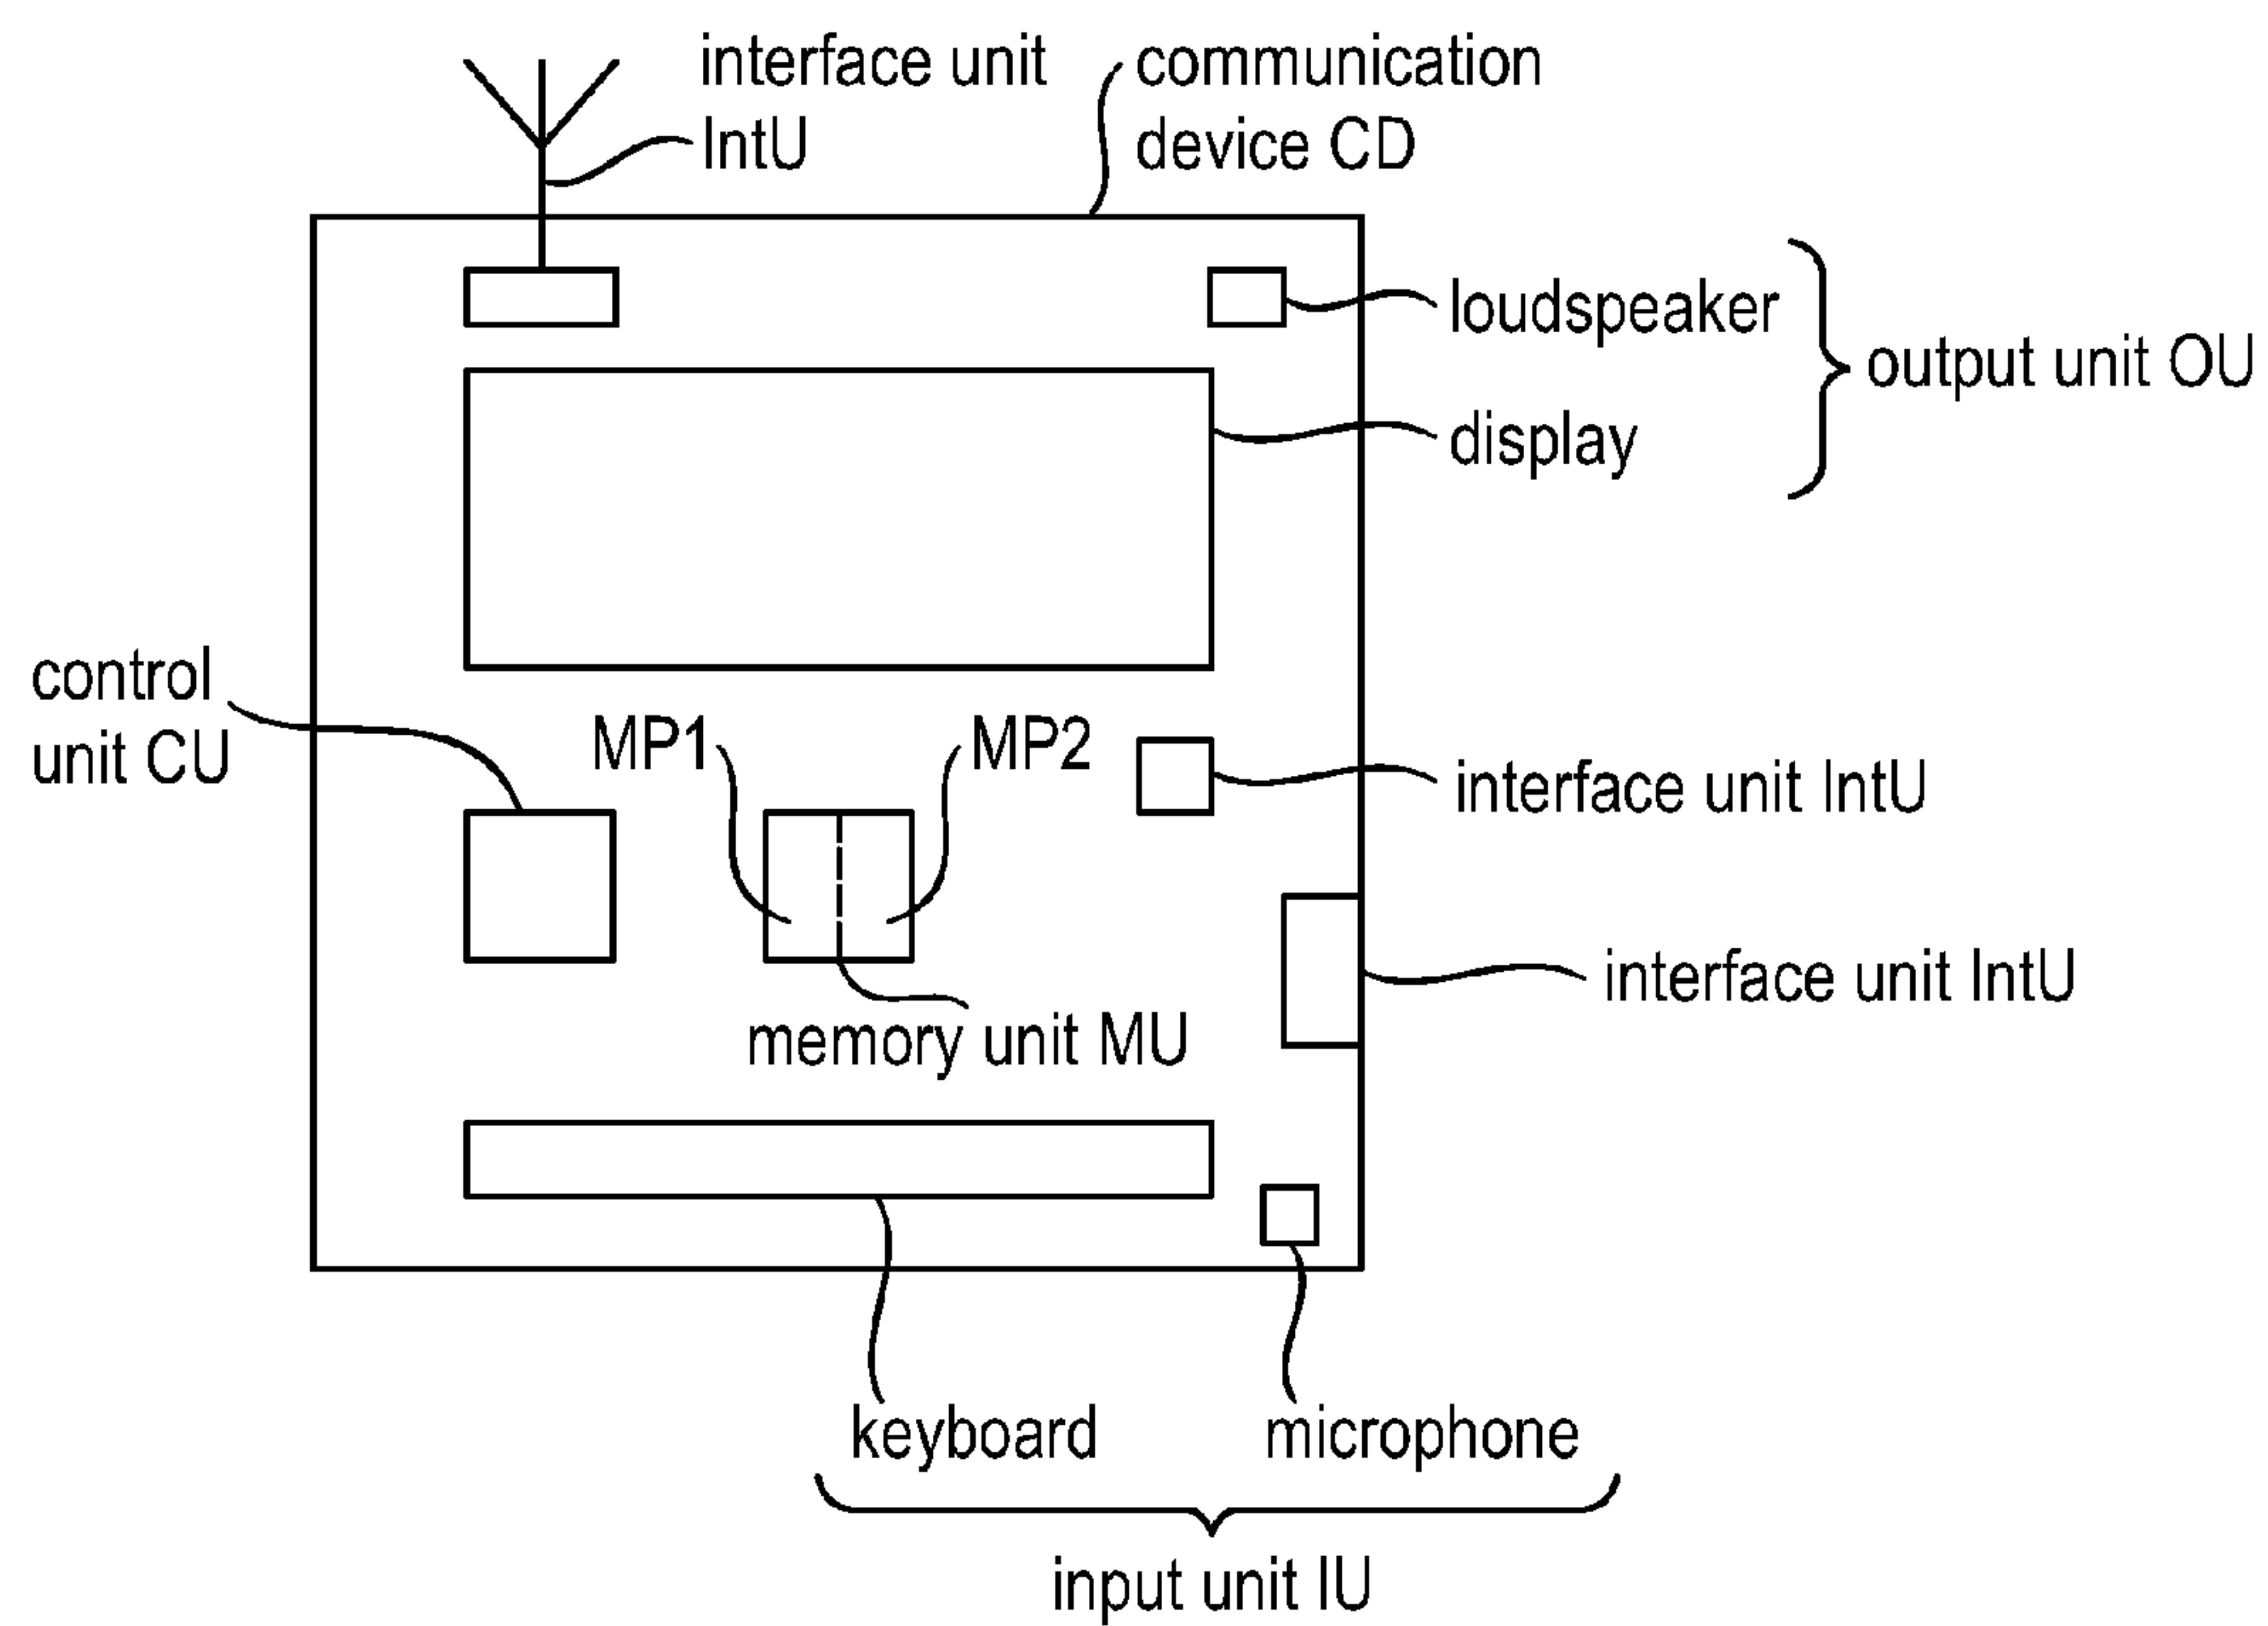 interface unit
IntU
communication
device CD
loudspeaker
display
output unit OU
control
unit CU
MP1
MP2
interface unit IntU
interface unit IntU
memory unit MU
keyboard
microphone
input unit IU